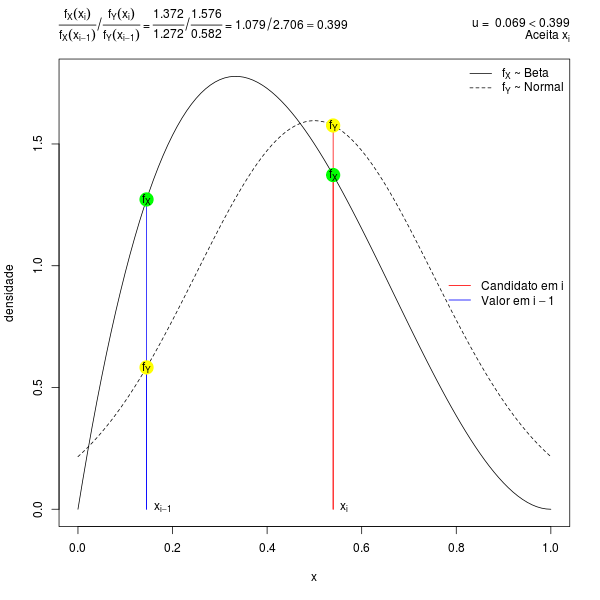 fX(xi) / fX(xi−1) / fY(xi) / fY(xi−1) = 1.372 / 1.272 / 1.576 / 0.582 = 1.079 / 2.706 = 0.399
u = 0.069 < 0.399
Aceita xi
fX ~ Beta
fY ~ Normal
fY
fX
fX
Candidato em i
Valor em i − 1
fY
xi−1
xi
0.0
0.5
1.0
1.5
densidade
0.0 0.2 0.4 0.6 0.8 1.0
x